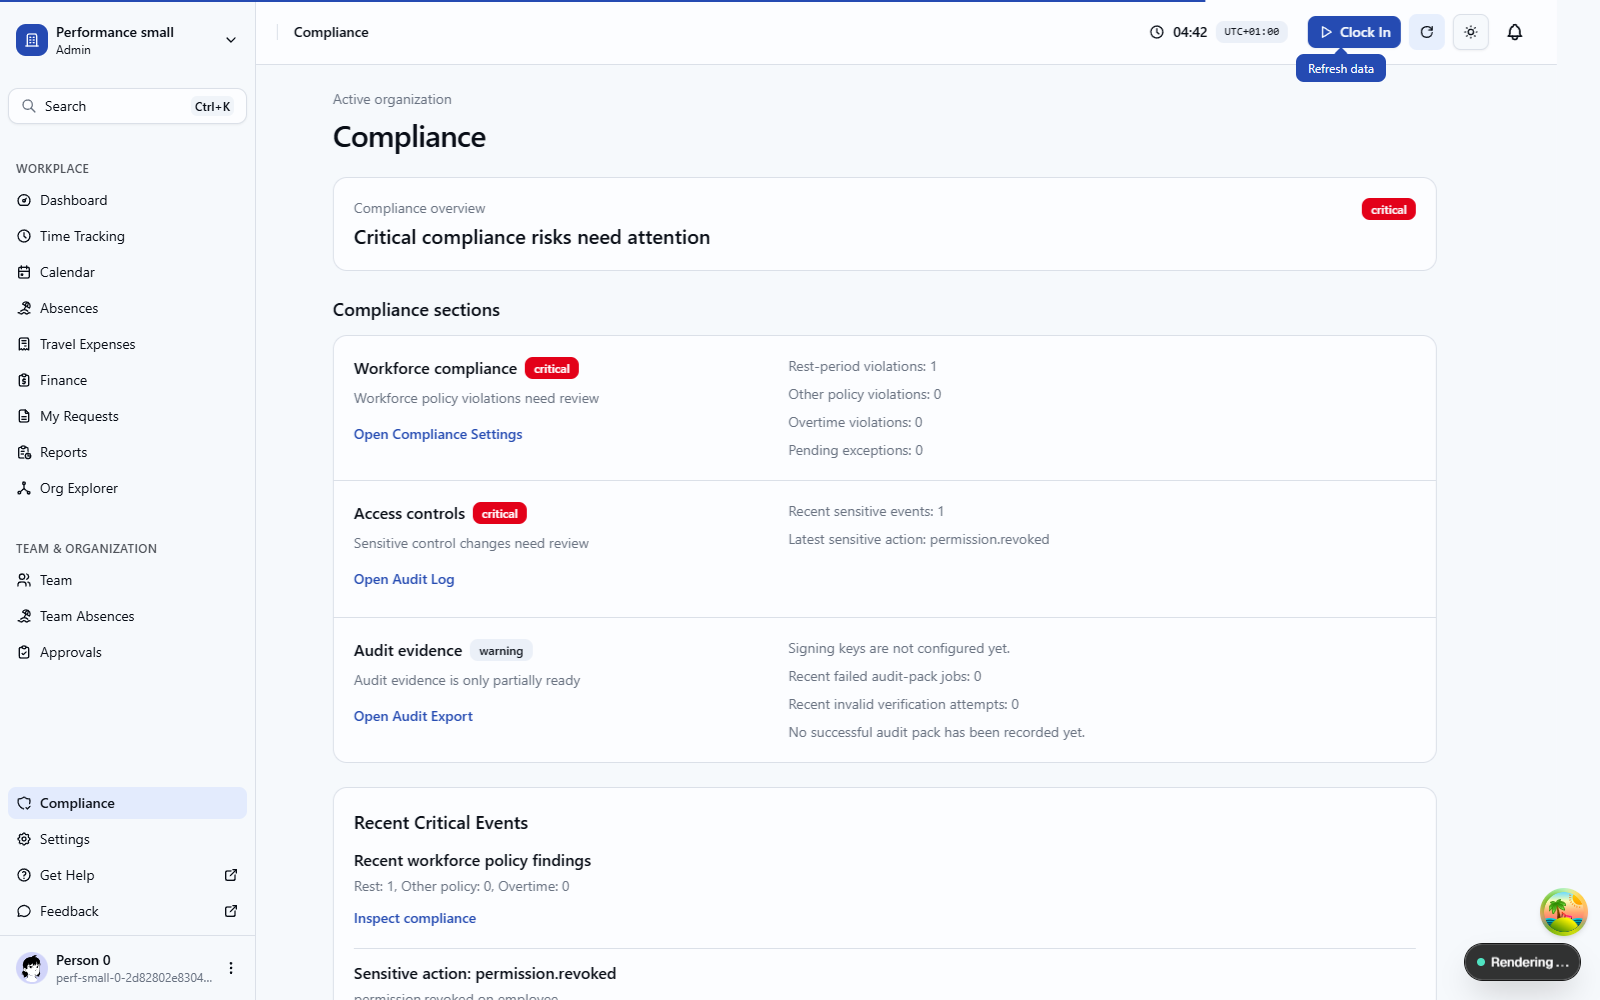 Performance small
Admin
Search
Ctrl+K
WORKPLACE
Dashboard
Time Tracking
Calendar
Absences
Travel Expenses
Finance
My Requests
Reports
Org Explorer
TEAM & ORGANIZATION
Team
Team Absences
Approvals
Compliance
Settings
Get Help
Feedback
Person 0
perf-small-0-2d82802e8304...
Compliance
04:42
UTC+01:00
Clock In
Refresh data
Active organization
Compliance
Compliance overview
critical
Critical compliance risks need attention
Compliance sections
Workforce compliance critical
Workforce policy violations need review
Open Compliance Settings
Rest-period violations: 1
Other policy violations: 0
Overtime violations: 0
Pending exceptions: 0
Access controls critical
Sensitive control changes need review
Open Audit Log
Recent sensitive events: 1
Latest sensitive action: permission.revoked
Audit evidence warning
Audit evidence is only partially ready
Open Audit Export
Signing keys are not configured yet.
Recent failed audit-pack jobs: 0
Recent invalid verification attempts: 0
No successful audit pack has been recorded yet.
Recent Critical Events
Recent workforce policy findings
Rest: 1, Other policy: 0, Overtime: 0
Inspect compliance
Sensitive action: permission.revoked
permission.revoked on employee
Rendering...